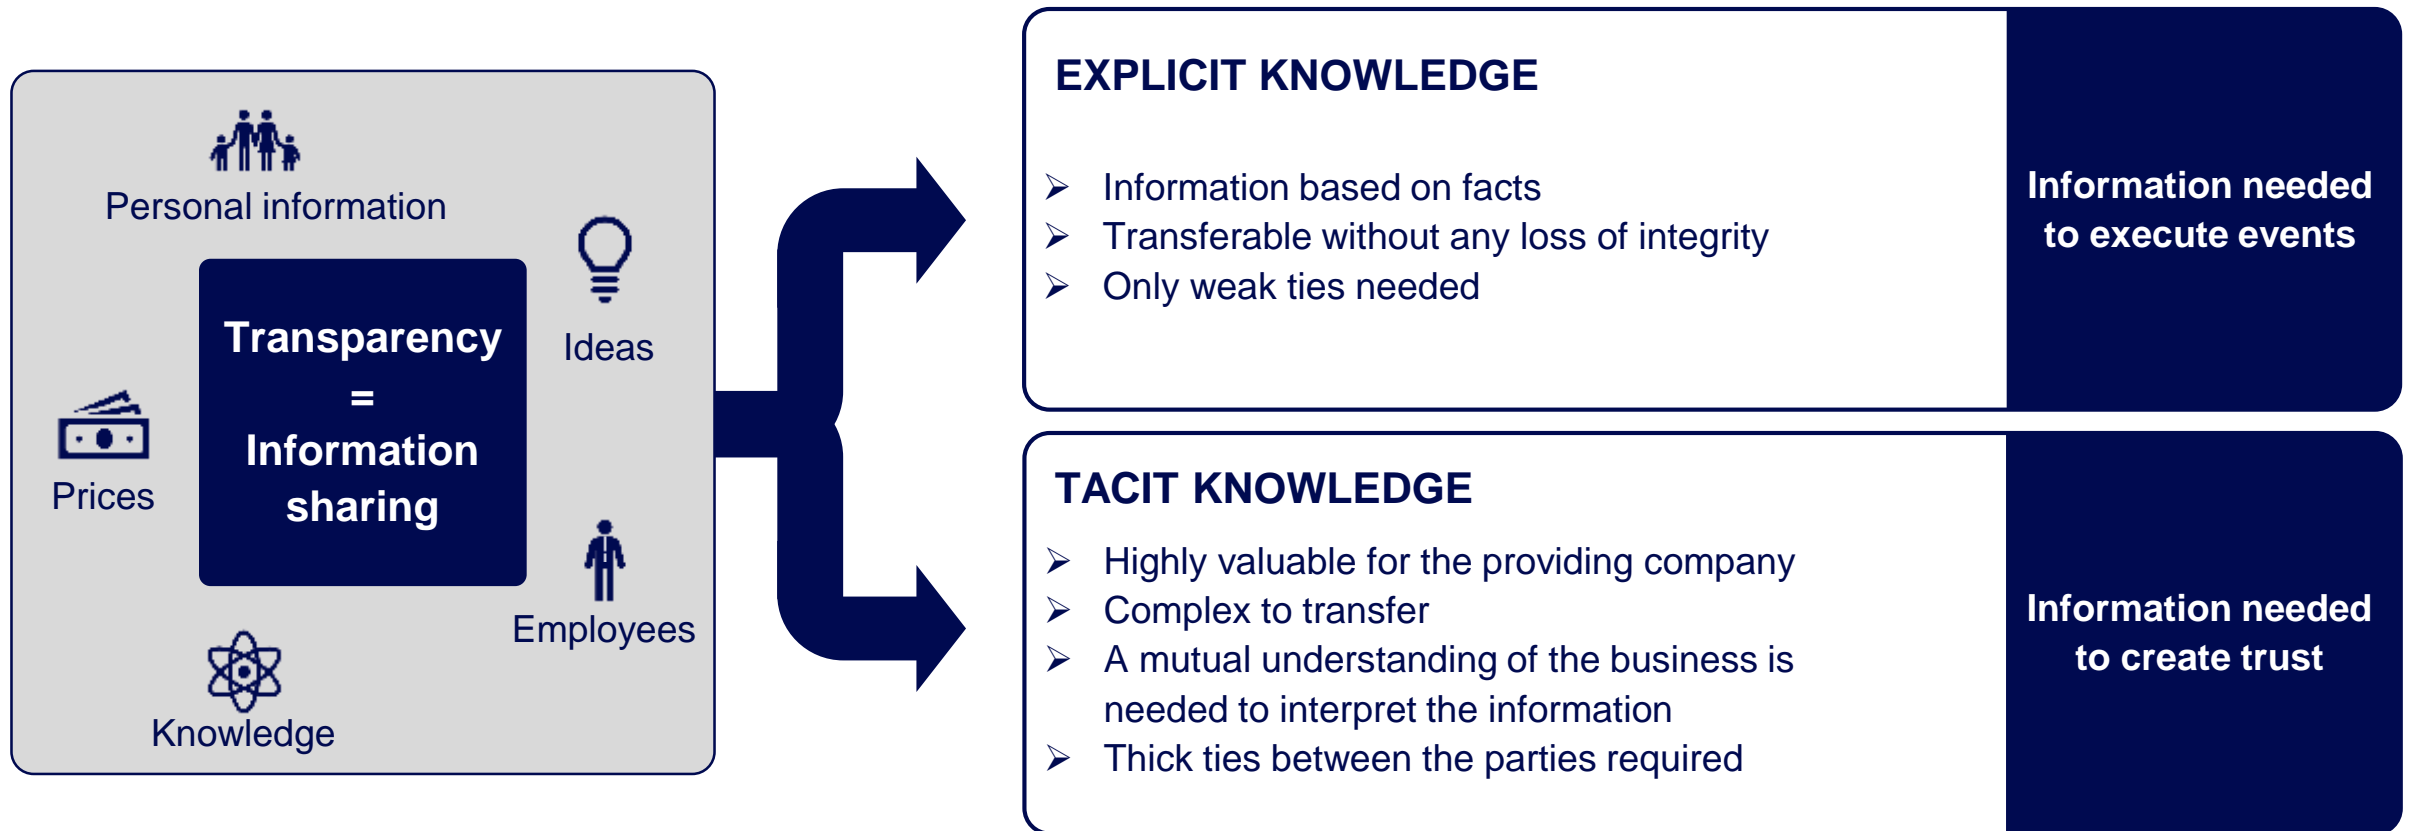 Personal information
Ideas
Transparency
=
Information
sharing
Prices
Employees
Knowledge
EXPLICIT KNOWLEDGE
➢ Information based on facts
➢ Transferable without any loss of integrity
➢ Only weak ties needed
Information needed
to execute events
TACIT KNOWLEDGE
➢ Highly valuable for the providing company
➢ Complex to transfer
➢ A mutual understanding of the business is
needed to interpret the information
➢ Thick ties between the parties required
Information needed
to create trust